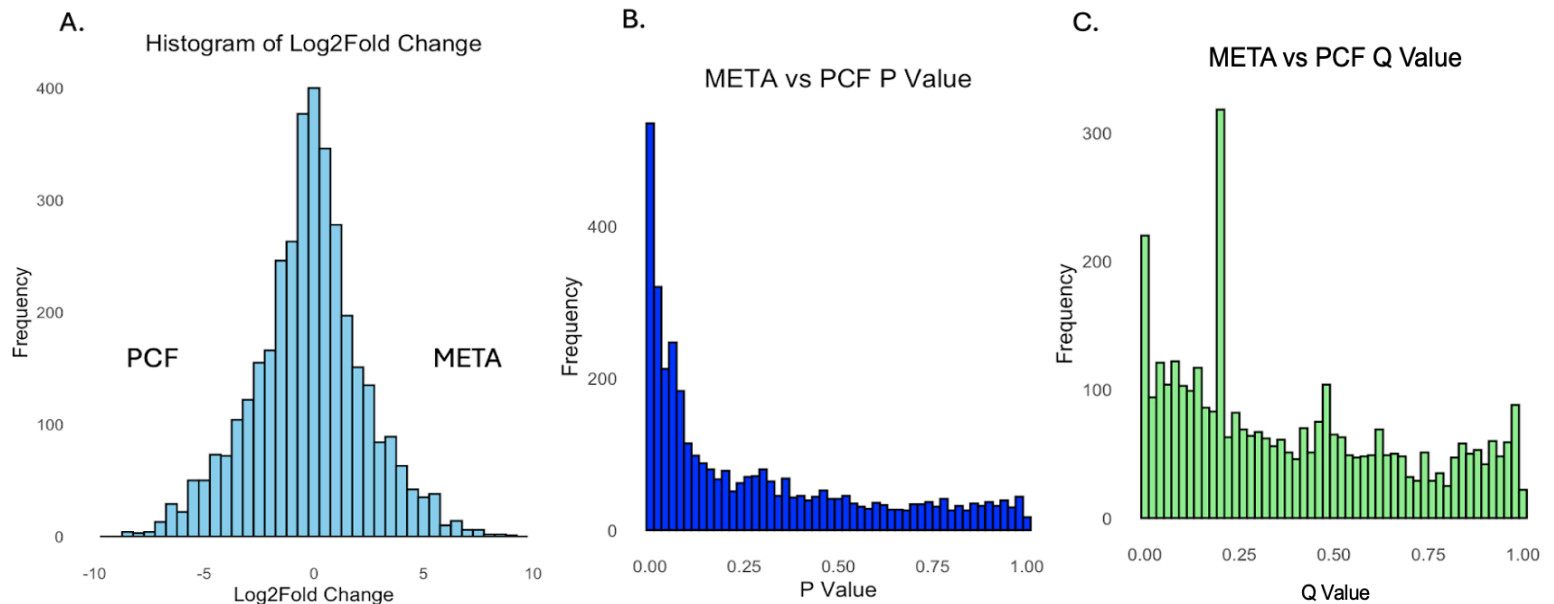 A.
Histogram of Log2Fold Change
400
300
200
100
0
Frequency
PCF
META
-10 -5 0 5 10
Log2Fold Change
B.
META vs PCF P Value
400
200
0
Frequency
0.00 0.25 0.50 0.75 1.00
P Value
C.
META vs PCF Q Value
300
200
100
0
Frequency
0.00 0.25 0.50 0.75 1.00
Q Value